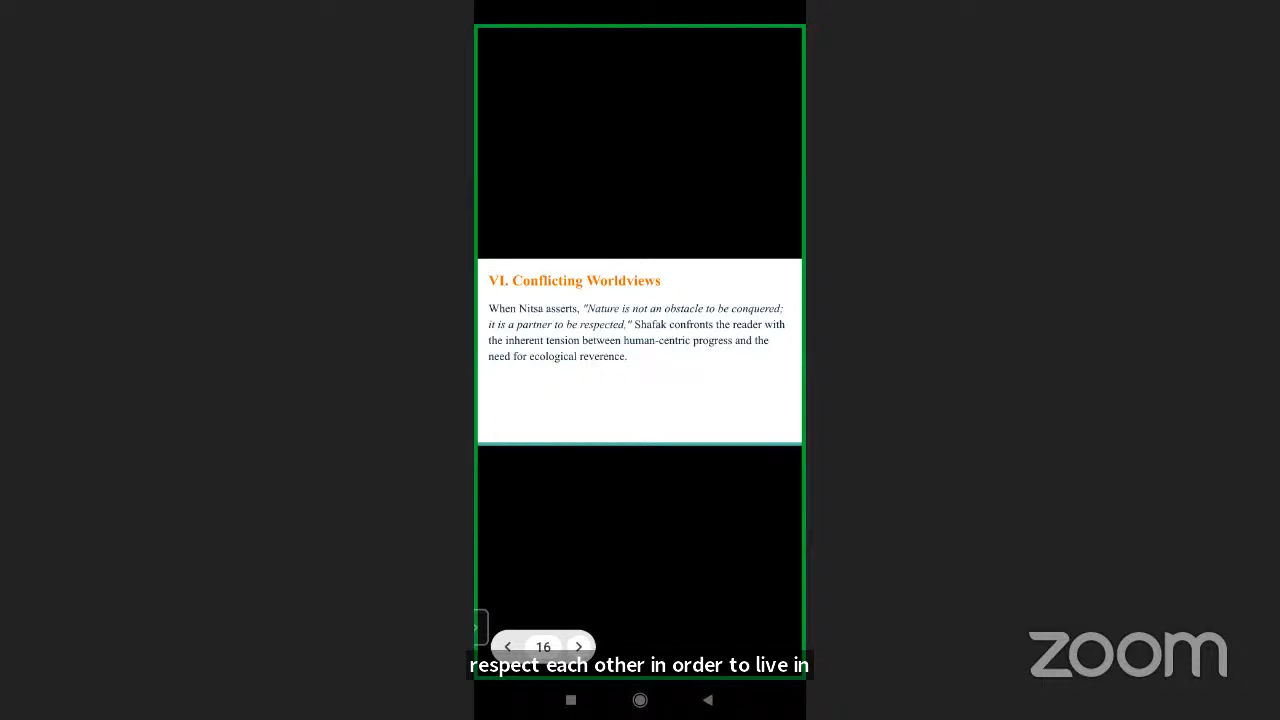 VI. Conflicting Worldviews
When Nitsa asserts, "Nature is not an obstacle to be conquered;
it is a partner to be respected," Shafak confronts the reader with
the inherent tension between human-centric progress and the
need for ecological reverence.
16
respect each other in order to live in
zoom